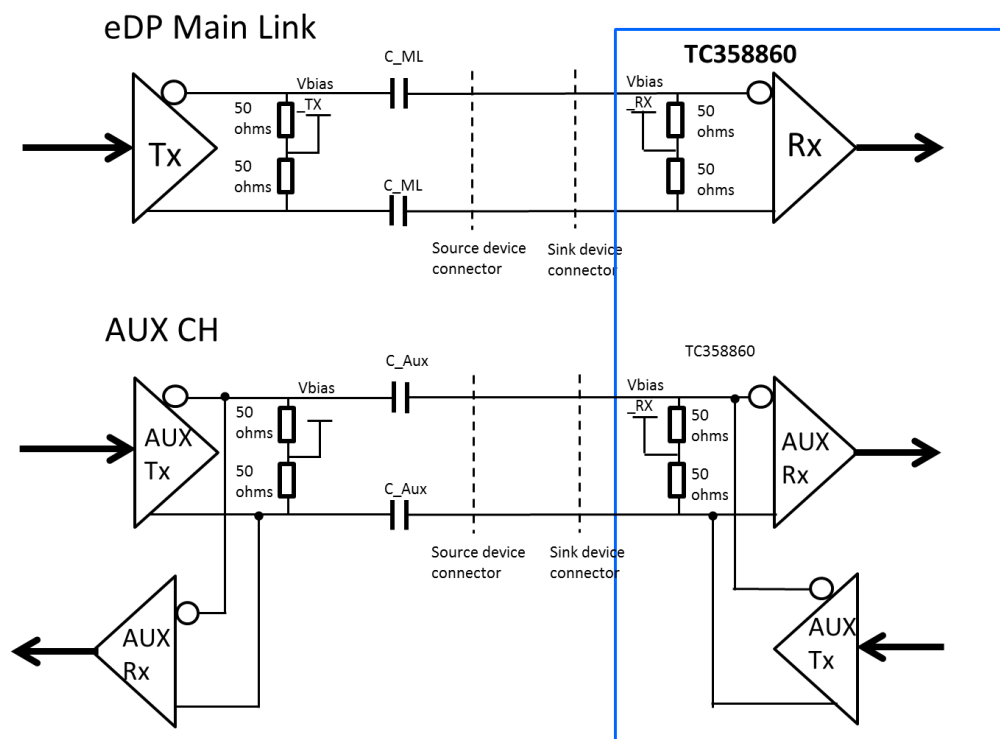 eDP Main Link
TC358860
C_ML
Vbias
_TX
50
ohms
50
ohms
Tx
C_ML
Vbias
_RX
50
ohms
50
ohms
Rx
Source device
connector
Sink device
connector
AUX CH
TC358860
C_Aux
Vbias
50
ohms
50
ohms
AUX
Tx
C_Aux
Vbias
_RX
50
ohms
50
ohms
AUX
Rx
Source device
connector
Sink device
connector
AUX
Rx
AUX
Tx